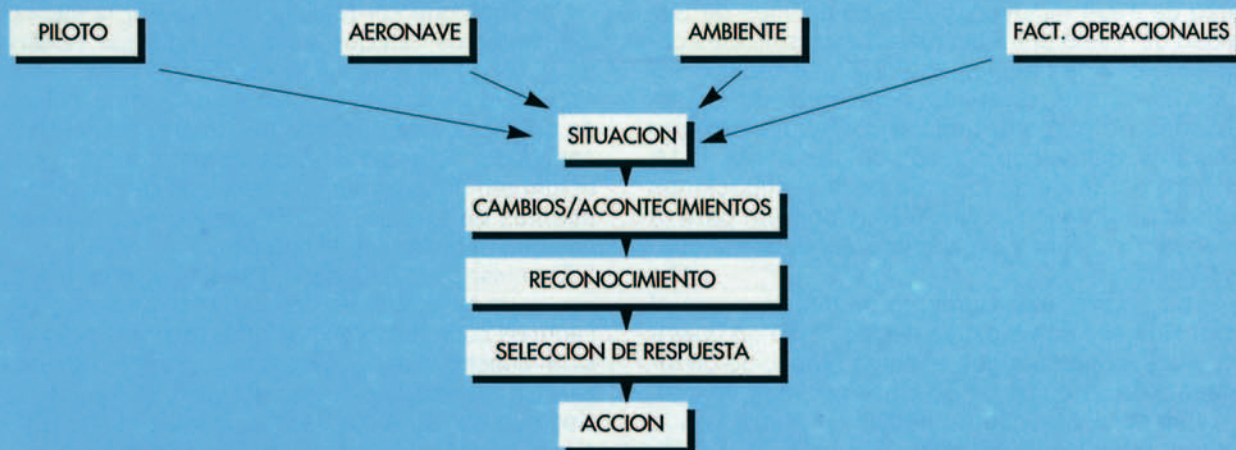 PILOTO
AERONAVE
AMBIENTE
FACT. OPERACIONALES
SITUACION
CAMBIOS/ACONTECIMIENTOS
RECONOCIMIENTO
SELECCION DE RESPUESTA
ACCION